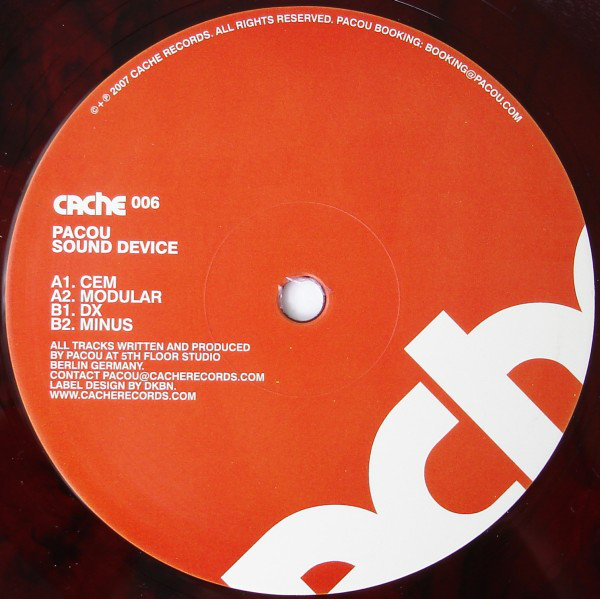 © + ℗ 2007 CACHE RECORDS. ALL RIGHTS RESERVED. PACOU BOOKING: BOOKING@PACOU.COM
CACHE 006
PACOU
SOUND DEVICE
A1. CEM
A2. MODULAR
B1. DX
B2. MINUS
ALL TRACKS WRITTEN AND PRODUCED
BY PACOU AT 5TH FLOOR STUDIO
BERLIN GERMANY.
CONTACT PACOU@CACHERECORDS.COM
LABEL DESIGN BY DKBN.
WWW.CACHERECORDS.COM